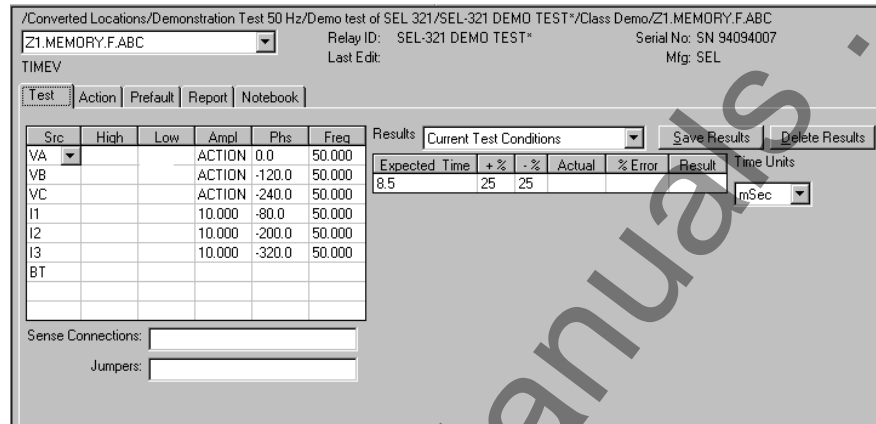 /Converted Locations/Demonstration Test 50 Hz/Demo test of SEL 321/SEL-321 DEMO TEST*/Class Demo/Z1.MEMORY.F.ABC
Z1.MEMORY.F.ABC Relay ID: SEL-321 DEMO TEST* Serial No: SN 94094007
TIMEV Last Edit: Mfg: SEL
Test Action Prefault Report Notebook
Results Current Test Conditions Save Results Delete Results
Src High Low Ampl Phs Freq
VA ACTION 0.0 50.000
VB ACTION -120.0 50.000
VC ACTION -240.0 50.000
I1 10.000 -80.0 50.000
I2 10.000 -200.0 50.000
I3 10.000 -320.0 50.000
BT
Expected Time + % - % Actual % Error Result Time Units
8.5 25 25 mSec
Sense Connections:
Jumpers:
anuals.